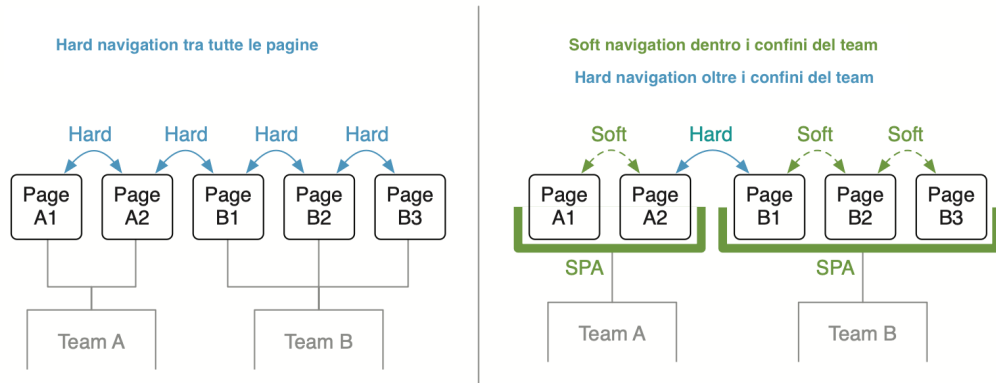 Hard navigation tra tutte le pagine
Hard Hard Hard Hard
Page A1
Page A2
Page B1
Page B2
Page B3
Team A
Team B
Soft navigation dentro i confini del team
Hard navigation oltre i confini del team
Soft Hard Soft Soft
Page A1
Page A2
Page B1
Page B2
Page B3
SPA
SPA
Team A
Team B